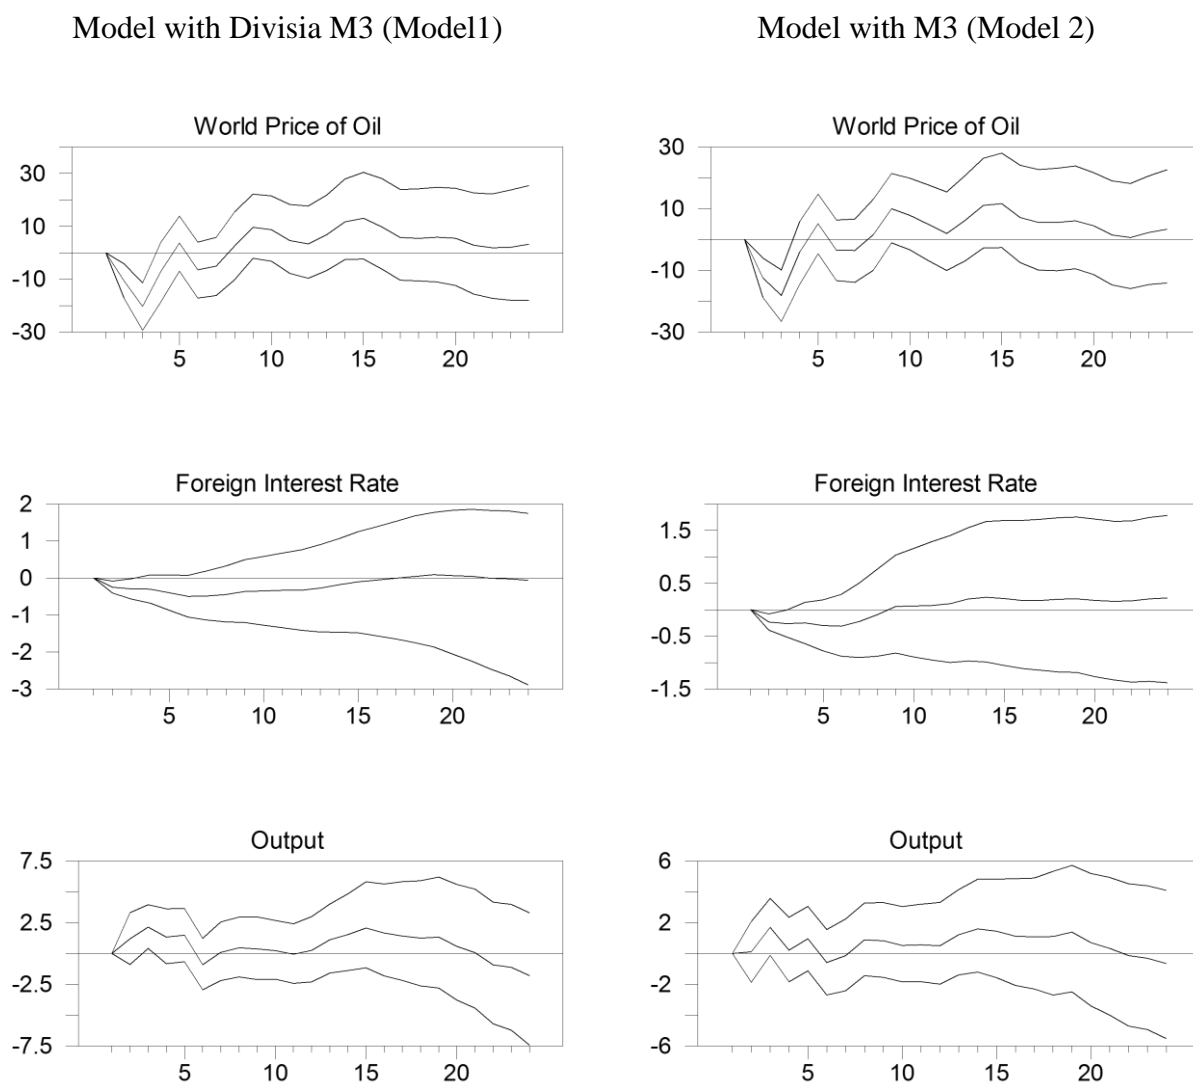 Model with Divisia M3 (Model1)
Model with M3 (Model 2)
World Price of Oil
30
10
-10
-30
5 10 15 20
World Price of Oil
30
10
-10
-30
5 10 15 20
Foreign Interest Rate
2
1
0
-1
-2
-3
5 10 15 20
Foreign Interest Rate
1.5
0.5
-0.5
-1.5
5 10 15 20
Output
7.5
2.5
-2.5
-7.5
5 10 15 20
Output
6
2
-2
-6
5 10 15 20